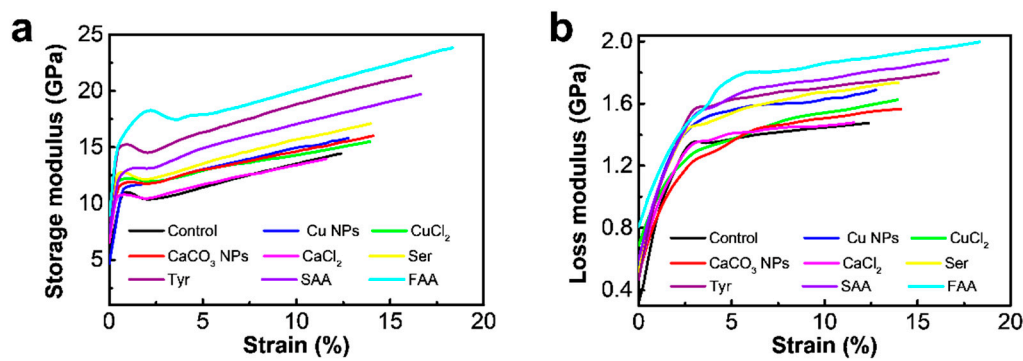 a
Storage modulus (GPa)
25
20
15
10
5
Control Cu NPs CuCl₂
CaCO₃ NPs CaCl₂ Ser
Tyr SAA FAA
0 5 10 15 20
Strain (%)
b
Loss modulus (GPa)
2.0
1.6
1.2
0.8
0.4
Control Cu NPs CuCl₂
CaCO₃ NPs CaCl₂ Ser
Tyr SAA FAA
0 5 10 15 20
Strain (%)